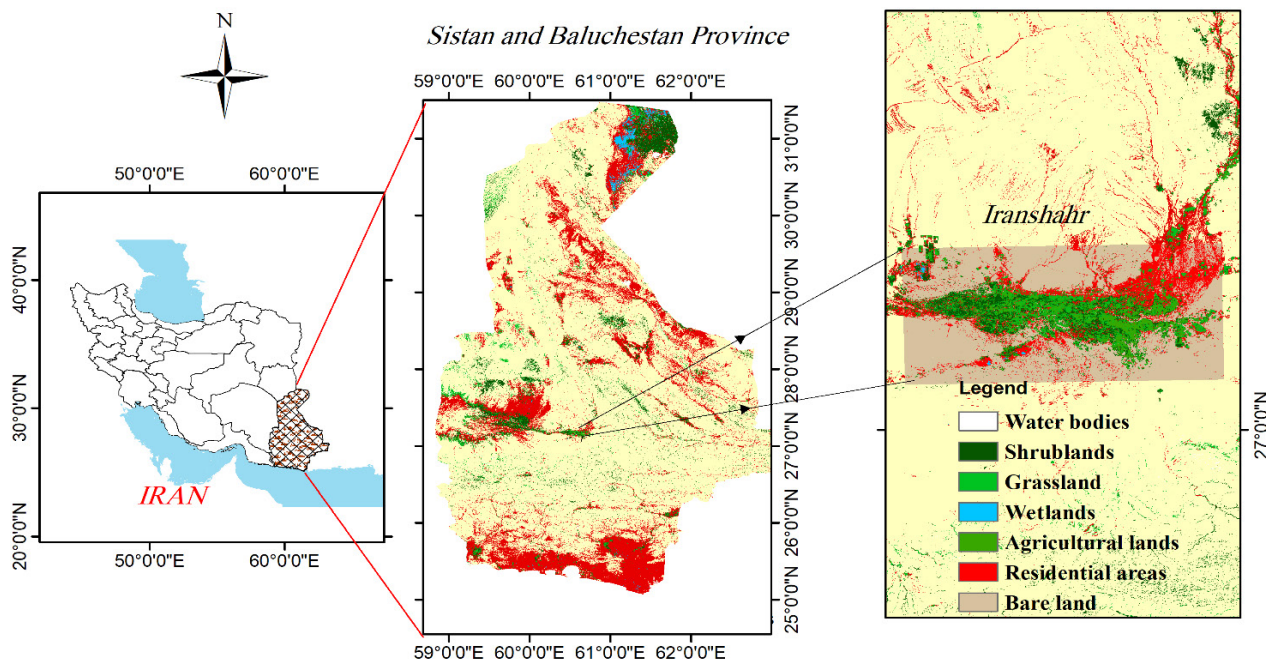 N
Sistan and Baluchestan Province
59°0'0"E 60°0'0"E 61°0'0"E 62°0'0"E
50°0'0"E 60°0'0"E
40°0'0"N
30°0'0"N
20°0'0"N
IRAN
50°0'0"E 60°0'0"E
31°0'0"N
30°0'0"N
29°0'0"N
28°0'0"N
27°0'0"N
26°0'0"N
25°0'0"N
59°0'0"E 60°0'0"E 61°0'0"E 62°0'0"E
Iranshahr
27°0'0"N
Legend
Water bodies
Shrublands
Grassland
Wetlands
Agricultural lands
Residential areas
Bare land